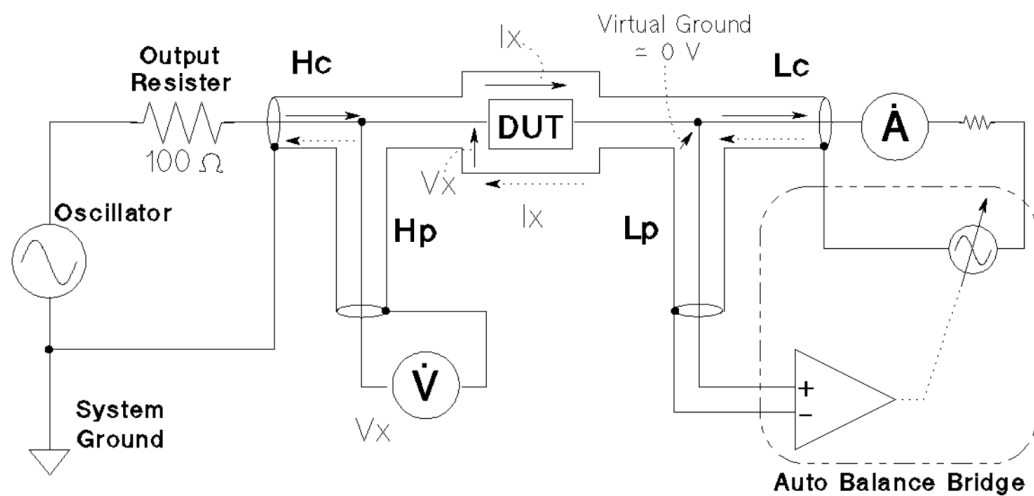 Virtual Ground
≃ 0 V
Ix
Output
Resister
Hc
Lc
100 Ω
DUT
A
Vx
Ix
Oscillator
Hp
Lp
V
Vx
+
−
System
Ground
Auto Balance Bridge